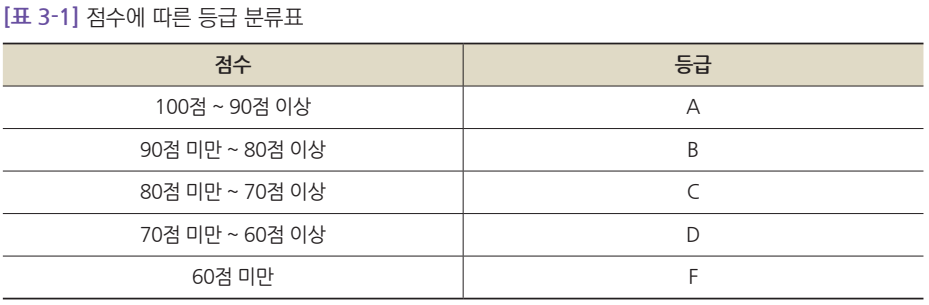 [표 3-1] 점수에 따른 등급 분류표
점수 등급
100점 ~ 90점 이상 A
90점 미만 ~ 80점 이상 B
80점 미만 ~ 70점 이상 C
70점 미만 ~ 60점 이상 D
60점 미만 F